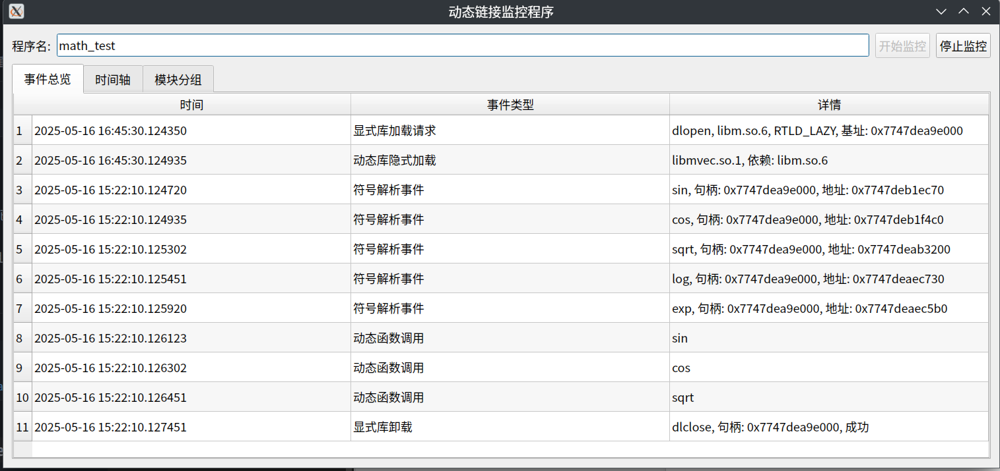 动态链接监控程序
程序名: math_test 开始监控 停止监控
事件总览 时间轴 模块分组
时间 事件类型 详情
1 2025-05-16 16:45:30.124350 显式库加载请求 dlopen, libm.so.6, RTLD_LAZY, 基址: 0x7747dea9e000
2 2025-05-16 16:45:30.124935 动态库隐式加载 libmvec.so.1, 依赖: libm.so.6
3 2025-05-16 15:22:10.124720 符号解析事件 sin, 句柄: 0x7747dea9e000, 地址: 0x7747deb1ec70
4 2025-05-16 15:22:10.124935 符号解析事件 cos, 句柄: 0x7747dea9e000, 地址: 0x7747deb1f4c0
5 2025-05-16 15:22:10.125302 符号解析事件 sqrt, 句柄: 0x7747dea9e000, 地址: 0x7747deab3200
6 2025-05-16 15:22:10.125451 符号解析事件 log, 句柄: 0x7747dea9e000, 地址: 0x7747deaec730
7 2025-05-16 15:22:10.125920 符号解析事件 exp, 句柄: 0x7747dea9e000, 地址: 0x7747deaec5b0
8 2025-05-16 15:22:10.126123 动态函数调用 sin
9 2025-05-16 15:22:10.126302 动态函数调用 cos
10 2025-05-16 15:22:10.126451 动态函数调用 sqrt
11 2025-05-16 15:22:10.127451 显式库卸载 dlclose, 句柄: 0x7747dea9e000, 成功